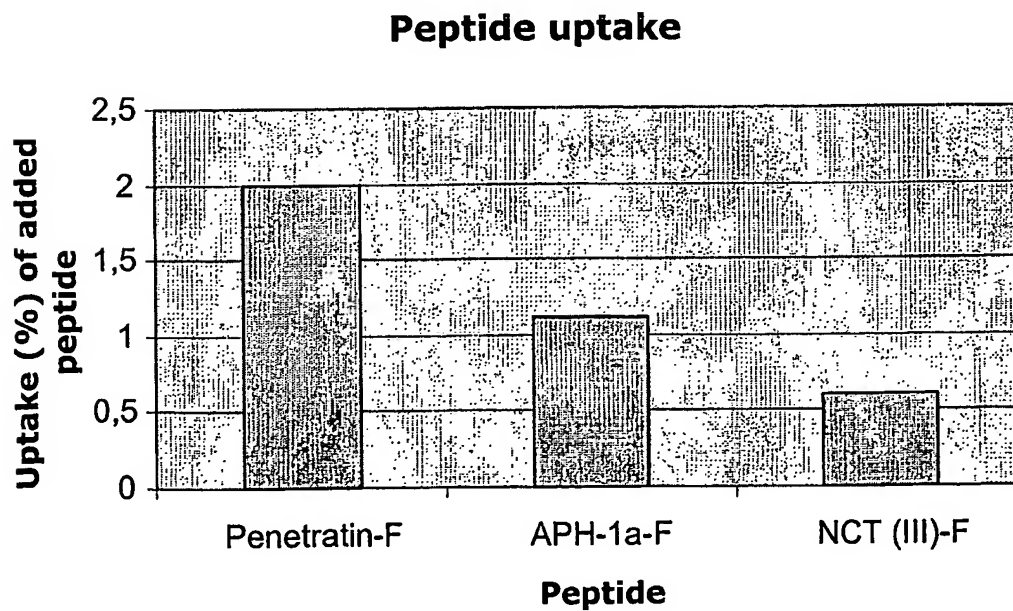 Peptide uptake
Uptake (%) of added
peptide
2,5
2
1,5
1
0,5
0
Penetratin-F
APH-1a-F
NCT (III)-F
Peptide